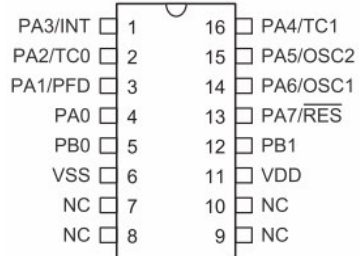 PA3/INT 1 16 PA4/TC1
PA2/TC0 2 15 PA5/OSC2
PA1/PFD 3 14 PA6/OSC1
PA0 4 13 PA7/RES
PB0 5 12 PB1
VSS 6 11 VDD
NC 7 10 NC
NC 8 9 NC